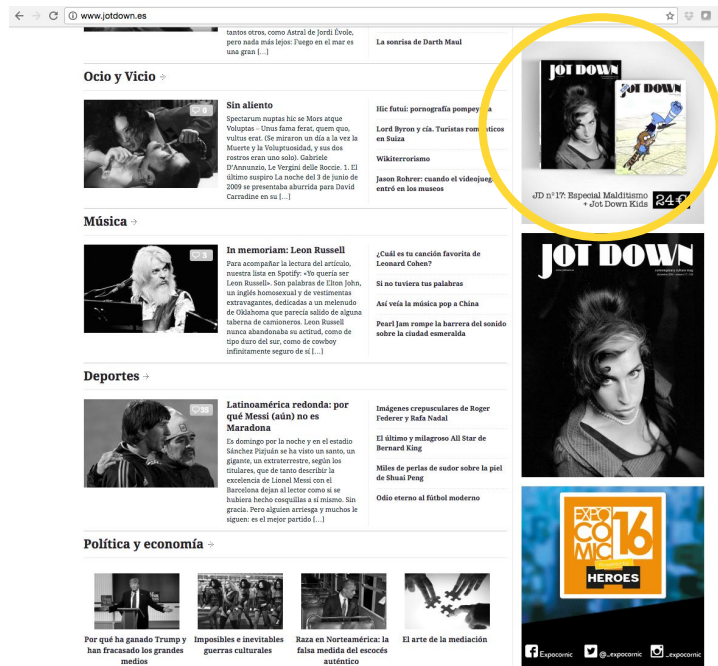 www.jotdown.es
tantos otros, como Astral de Jordi Évole,
pero nada más lejos: Fuego en el mar es
una gran [...]
La sonrisa de Darth Maul
Ocio y Vicio →
0
Sin aliento
Spectarum nuptas hic se Mors atque
Voluptas – Unus fama ferat, quem quo,
vultus erat. (Se miraron un día a la vez la
Muerte y la Voluptuosidad, y sus dos
rostros eran uno solo). Gabriele
D'Annunzio, Le Vergini delle Roccie. 1. El
último suspiro La noche del 3 de junio de
2009 se presentaba aburrida para David
Carradine en su [...]
Hic futui: pornografía
Lord Byron y cía. Turistas románticos
en Suiza
Wikiterrorismo
Jason Rohrer: cuando el videojuego
entró en los museos
Música →
3
In memoriam: Leon Russell
Para acompañar la lectura del artículo,
nuestra lista en Spotify: «Yo quería ser
Leon Russell». Son palabras de Elton John,
un inglés homosexual y de vestimentas
extravagantes, dedicadas a un melenudo
de Oklahoma que parecía salido de alguna
taberna de camioneros. Leon Russell
nunca abandonaba su actitud, como de
tipo duro del sur, como de cowboy
infinitamente seguro de sí [...]
¿Cuál es tu canción favorita de
Leonard Cohen?
Si no tuviera tus palabras
Así veía la música pop a China
Pearl Jam rompe la barrera del sonido
sobre la ciudad esmeralda
Deportes →
35
Latinoamérica redonda: por
qué Messi (aún) no es
Maradona
Es domingo por la noche y en el estadio
Sánchez Pizjuán se ha visto un santo, un
gigante, un extraterrestre, según los
titulares, que de tanto describir la
excelencia de Lionel Messi con el
Barcelona dejan al lector como si se
hubiera hecho cosquillas a sí mismo. Sin
gracia. Pero alguien arriesga y muchos le
siguen: es el mejor partido [...]
Imágenes crepusculares de Roger
Federer y Rafa Nadal
El último y milagroso All Star de
Bernard King
Miles de perlas de sudor sobre la piel
de Shuai Peng
Odio eterno al fútbol moderno
Política y economía →
Por qué ha ganado Trump y
han fracasado los grandes
medios
Imposibles e inevitables
guerras culturales
Raza en Norteamérica: la
falsa medida del escocés
auténtico
El arte de la mediación
JOT DOWN
JOT DOWN
JD nº17: Especial Malditismo
+ Jot Down Kids
24€
JOT DOWN
EXPO
CÓ
MIC
16
HEROES
Expocomic
@_expocomic
_expocomic